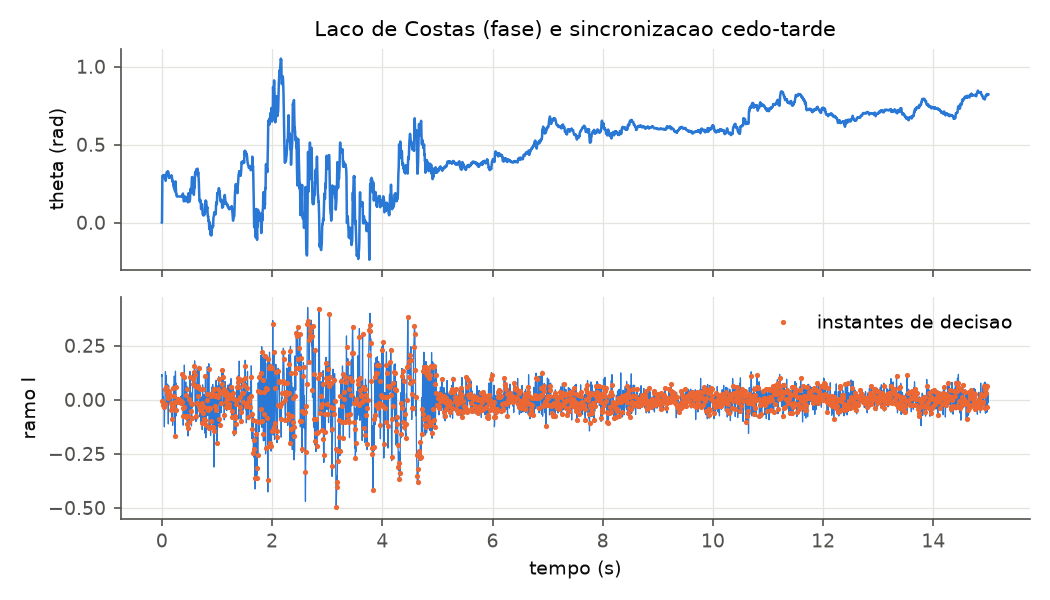 Laco de Costas (fase) e sincronizacao cedo-tarde
theta (rad)
1.0
0.5
0.0
ramo I
0.25
0.00
−0.25
−0.50
instantes de decisao
0 2 4 6 8 10 12 14
tempo (s)